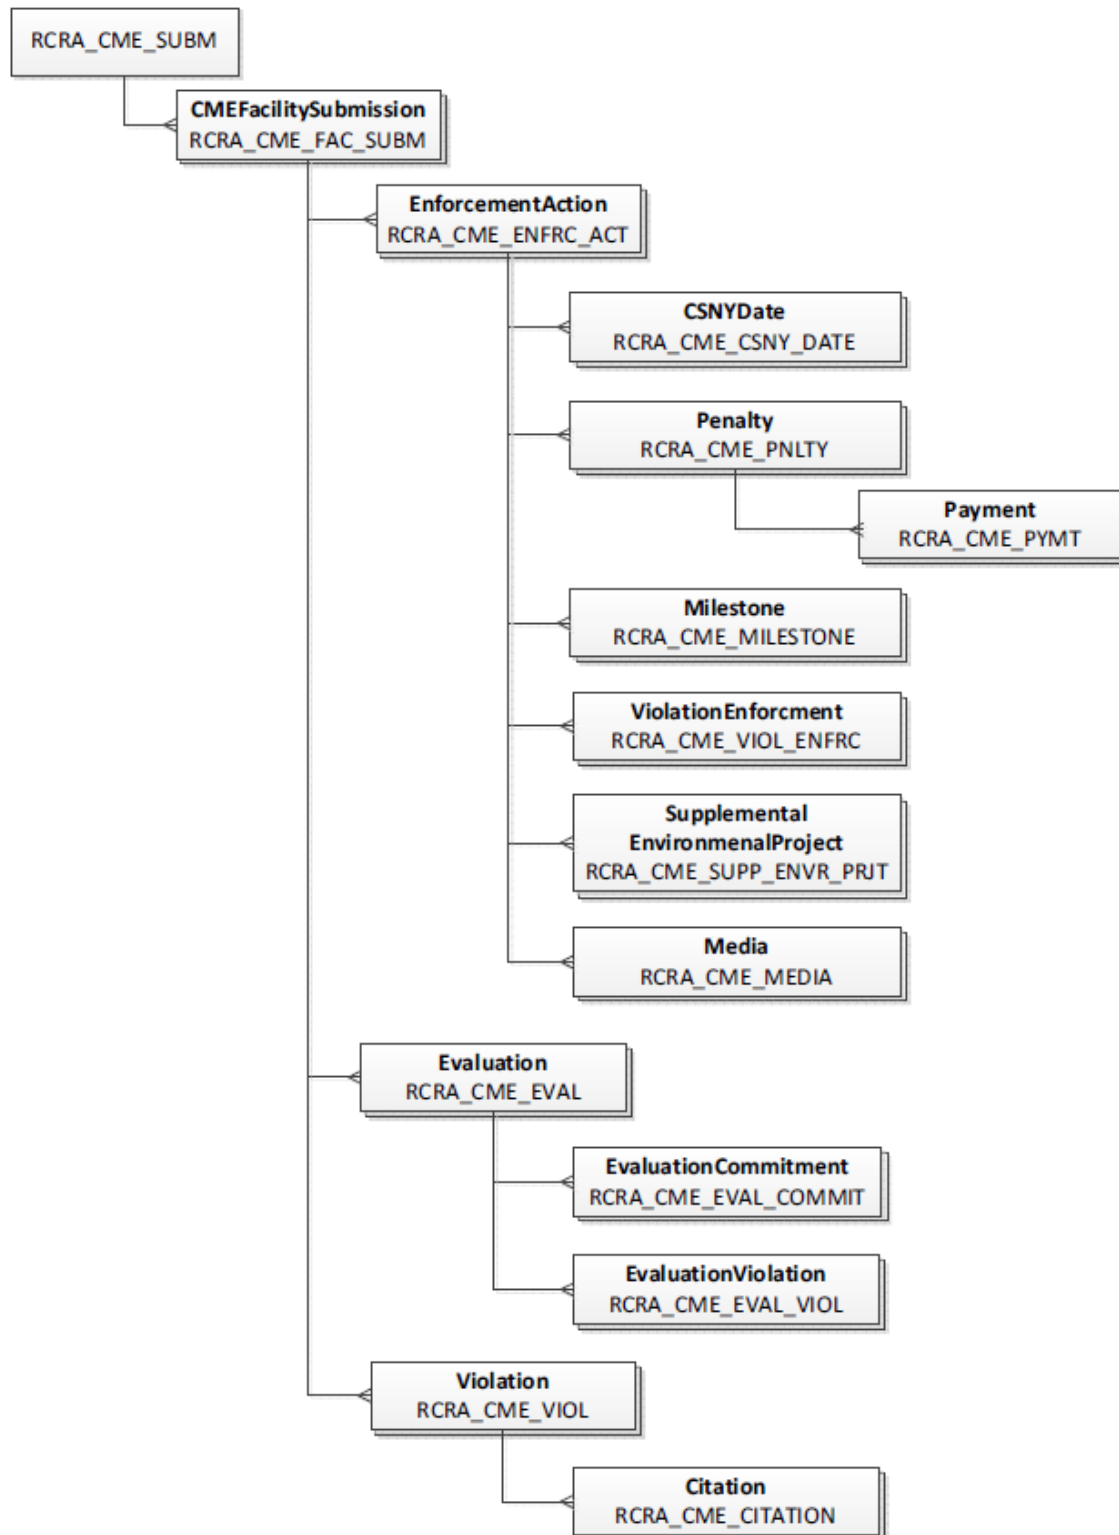 RCRA_CME_SUBM
CMEFacilitySubmission
RCRA_CME_FAC_SUBM
EnforcementAction
RCRA_CME_ENFRC_ACT
CSNYDate
RCRA_CME_CSNY_DATE
Penalty
RCRA_CME_PNLTY
Payment
RCRA_CME_PYMT
Milestone
RCRA_CME_MILESTONE
ViolationEnforcment
RCRA_CME_VIOL_ENFRC
Supplemental
EnvironmenalProject
RCRA_CME_SUPP_ENVR_PRJT
Media
RCRA_CME_MEDIA
Evaluation
RCRA_CME_EVAL
EvaluationCommitment
RCRA_CME_EVAL_COMMIT
EvaluationViolation
RCRA_CME_EVAL_VIOL
Violation
RCRA_CME_VIOL
Citation
RCRA_CME_CITATION